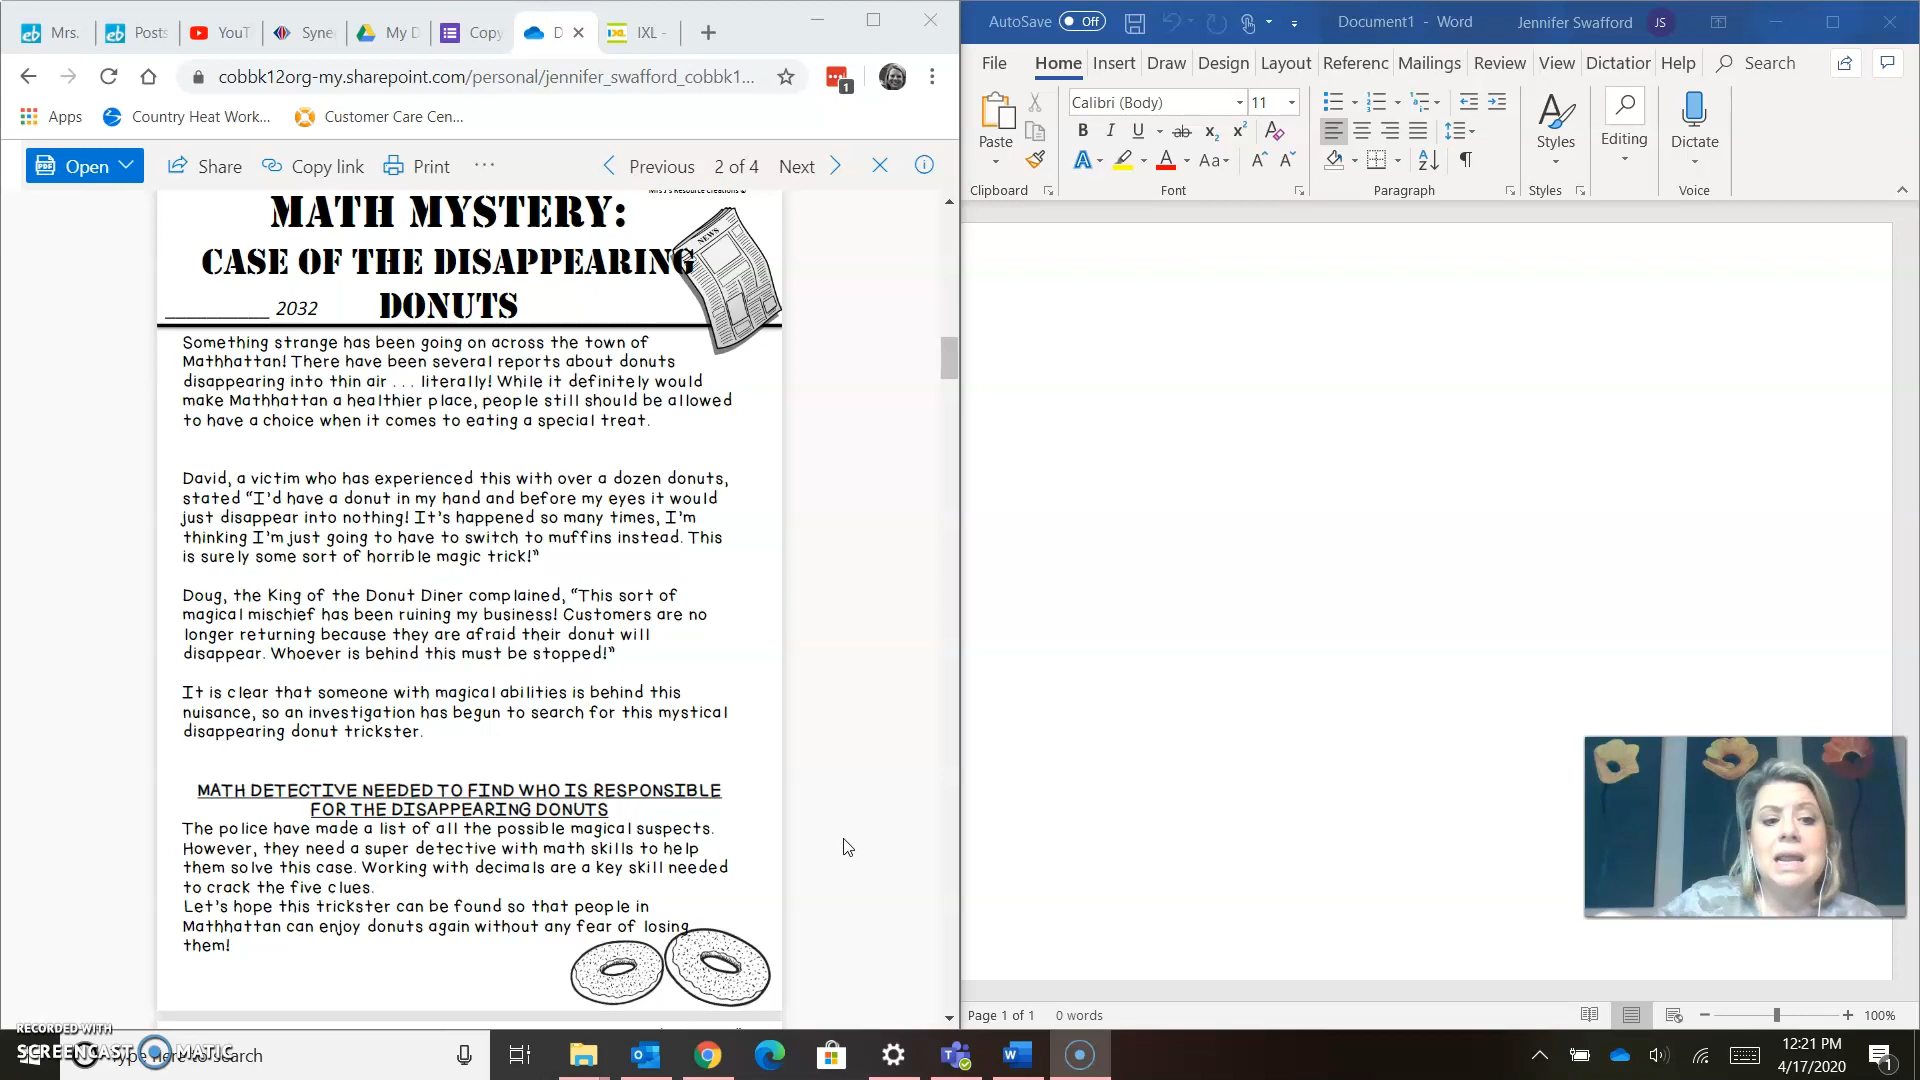 Mrs.
Posts
YouT
Syne
My D
Copy
D
IXL -
cobbk12org-my.sharepoint.com/personal/jennifer_swafford_cobbk1...
1
Apps
Country Heat Work...
Customer Care Cen...
Open
Share
Copy link
Print
Previous
2 of 4
Next
Mrs J's Resource Creations ©
MATH MYSTERY:
CASE OF THE DISAPPEARING
DONUTS
NEWS
___________ 2032
Something strange has been going on across the town of
Mathhattan! There have been several reports about donuts
disappearing into thin air . . . literally! While it definitely would
make Mathhattan a healthier place, people still should be allowed
to have a choice when it comes to eating a special treat.
David, a victim who has experienced this with over a dozen donuts,
stated “I’d have a donut in my hand and before my eyes it would
just disappear into nothing! It’s happened so many times, I’m
thinking I’m just going to have to switch to muffins instead. This
is surely some sort of horrible magic trick!”
Doug, the King of the Donut Diner complained, “This sort of
magical mischief has been ruining my business! Customers are no
longer returning because they are afraid their donut will
disappear. Whoever is behind this must be stopped!”
It is clear that someone with magical abilities is behind this
nuisance, so an investigation has begun to search for this mystical
disappearing donut trickster.
MATH DETECTIVE NEEDED TO FIND WHO IS RESPONSIBLE
FOR THE DISAPPEARING DONUTS
The police have made a list of all the possible magical suspects.
However, they need a super detective with math skills to help
them solve this case. Working with decimals are a key skill needed
to crack the five clues.
Let’s hope this trickster can be found so that people in
Mathhattan can enjoy donuts again without any fear of losing
them!
AutoSave Off
Document1 - Word
Jennifer Swafford
JS
File
Home
Insert
Draw
Design
Layout
Referenc
Mailings
Review
View
Dictatior
Help
Search
Paste
Calibri (Body)
11
Styles
Editing
Dictate
Clipboard
Font
Paragraph
Styles
Voice
Page 1 of 1
0 words
100%
RECORDED WITH
SCREENCAST MATIC
Type here to search
12:21 PM
4/17/2020
1